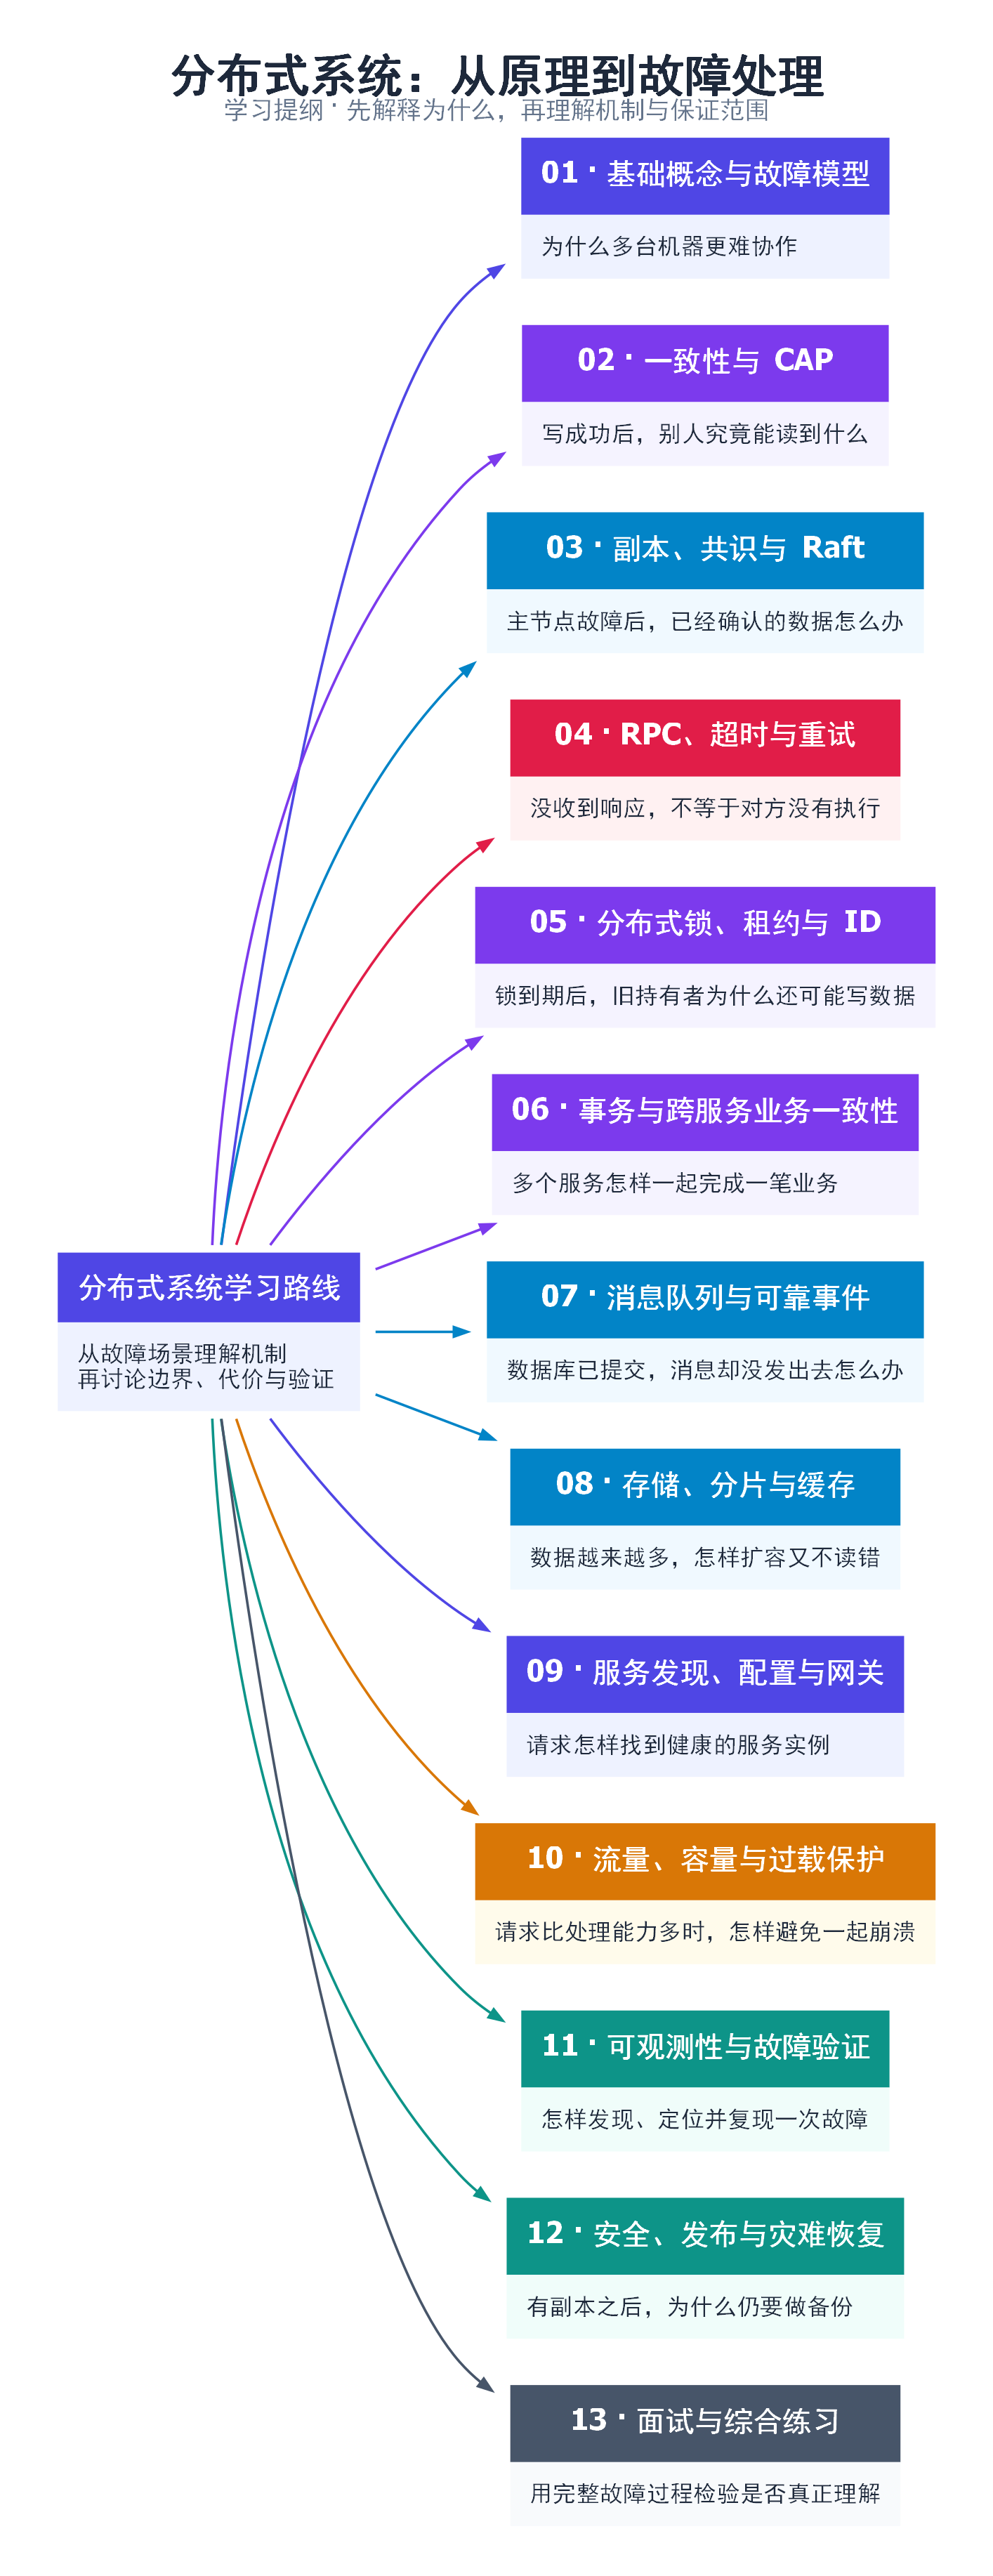 分布式系统：从原理到故障处理
学习提纲 · 先解释为什么，再理解机制与保证范围
01 · 基础概念与故障模型
为什么多台机器更难协作
02 · 一致性与 CAP
写成功后，别人究竟能读到什么
03 · 副本、共识与 Raft
主节点故障后，已经确认的数据怎么办
04 · RPC、超时与重试
没收到响应，不等于对方没有执行
05 · 分布式锁、租约与 ID
锁到期后，旧持有者为什么还可能写数据
06 · 事务与跨服务业务一致性
多个服务怎样一起完成一笔业务
分布式系统学习路线
从故障场景理解机制
再讨论边界、代价与验证
07 · 消息队列与可靠事件
数据库已提交，消息却没发出去怎么办
08 · 存储、分片与缓存
数据越来越多，怎样扩容又不读错
09 · 服务发现、配置与网关
请求怎样找到健康的服务实例
10 · 流量、容量与过载保护
请求比处理能力多时，怎样避免一起崩溃
11 · 可观测性与故障验证
怎样发现、定位并复现一次故障
12 · 安全、发布与灾难恢复
有副本之后，为什么仍要做备份
13 · 面试与综合练习
用完整故障过程检验是否真正理解